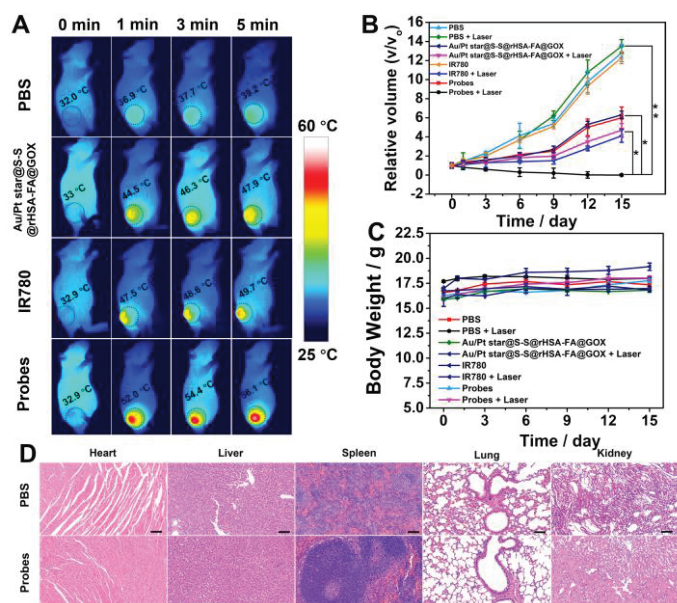 A
0 min 1 min 3 min 5 min
PBS
32.0 °C 36.9 °C 37.7 °C 39.2 °C
Au/Pt star@S-S
@rHSA-FA@GOX
33 °C 44.5 °C 46.3 °C 47.9 °C
IR780
32.9 °C 47.5 °C 48.6 °C 49.7 °C
Probes
32.9 °C 52.0 °C 54.4 °C 56.1 °C
60 °C
25 °C
B
Relative volume (v/vo)
16
14
12
10
8
6
4
2
0
-2
PBS
PBS + Laser
Au/Pt star@S-S@rHSA-FA@GOX
Au/Pt star@S-S@rHSA-FA@GOX + Laser
IR780
IR780 + Laser
Probes
Probes + Laser
* *
*
*
0 3 6 9 12 15
Time / day
C
Body Weight / g
22.5
20.0
17.5
15.0
12.5
10.0
7.5
5.0
PBS
PBS + Laser
Au/Pt star@S-S@rHSA-FA@GOX
Au/Pt star@S-S@rHSA-FA@GOX + Laser
IR780
IR780 + Laser
Probes
Probes + Laser
0 3 6 9 12 15
Time / day
D
Heart Liver Spleen Lung Kidney
PBS
Probes